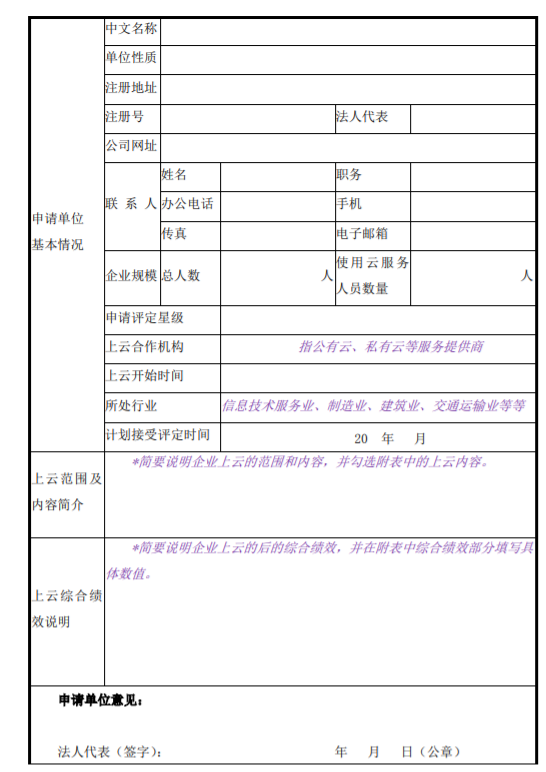 中文名称
单位性质
注册地址
注册号 法人代表
公司网址
申请单位
基本情况
联系人 姓名 职务
办公电话 手机
传真 电子邮箱
企业规模 总人数 人 使用云服务
人员数量 人
申请评定星级
上云合作机构 指公有云、私有云等服务提供商
上云开始时间
所处行业 信息技术服务业、制造业、建筑业、交通运输业等等
计划接受评定时间 20 年 月
上云范围及
内容简介
*简要说明企业上云的范围和内容，并勾选附表中的上云内容。
上云综合绩
效说明
*简要说明企业上云的后的综合绩效，并在附表中综合绩效部分填写具
体数值。
申请单位意见：
法人代表（签字）： 年 月 日（公章）